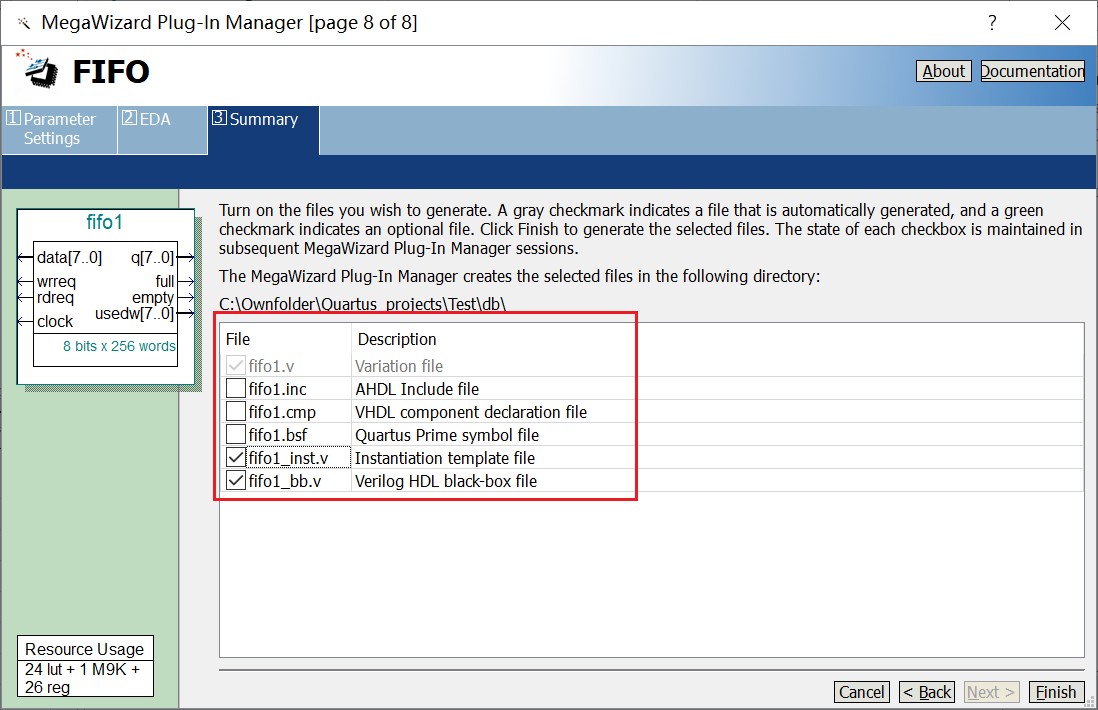 MegaWizard Plug-In Manager [page 8 of 8]
?
FIFO
About
Documentation
1 Parameter
Settings
2 EDA
3 Summary
fifo1
data[7..0]
q[7..0]
wrreq
full
rdreq
empty
usedw[7..0]
clock
8 bits x 256 words
Turn on the files you wish to generate. A gray checkmark indicates a file that is automatically generated, and a green
checkmark indicates an optional file. Click Finish to generate the selected files. The state of each checkbox is maintained in
subsequent MegaWizard Plug-In Manager sessions.
The MegaWizard Plug-In Manager creates the selected files in the following directory:
C:\Ownfolder\Quartus_projects\Test\db\
File Description
fifo1.v Variation file
fifo1.inc AHDL Include file
fifo1.cmp VHDL component declaration file
fifo1.bsf Quartus Prime symbol file
fifo1_inst.v Instantiation template file
fifo1_bb.v Verilog HDL black-box file
Resource Usage
24 lut + 1 M9K +
26 reg
Cancel
< Back
Next >
Finish